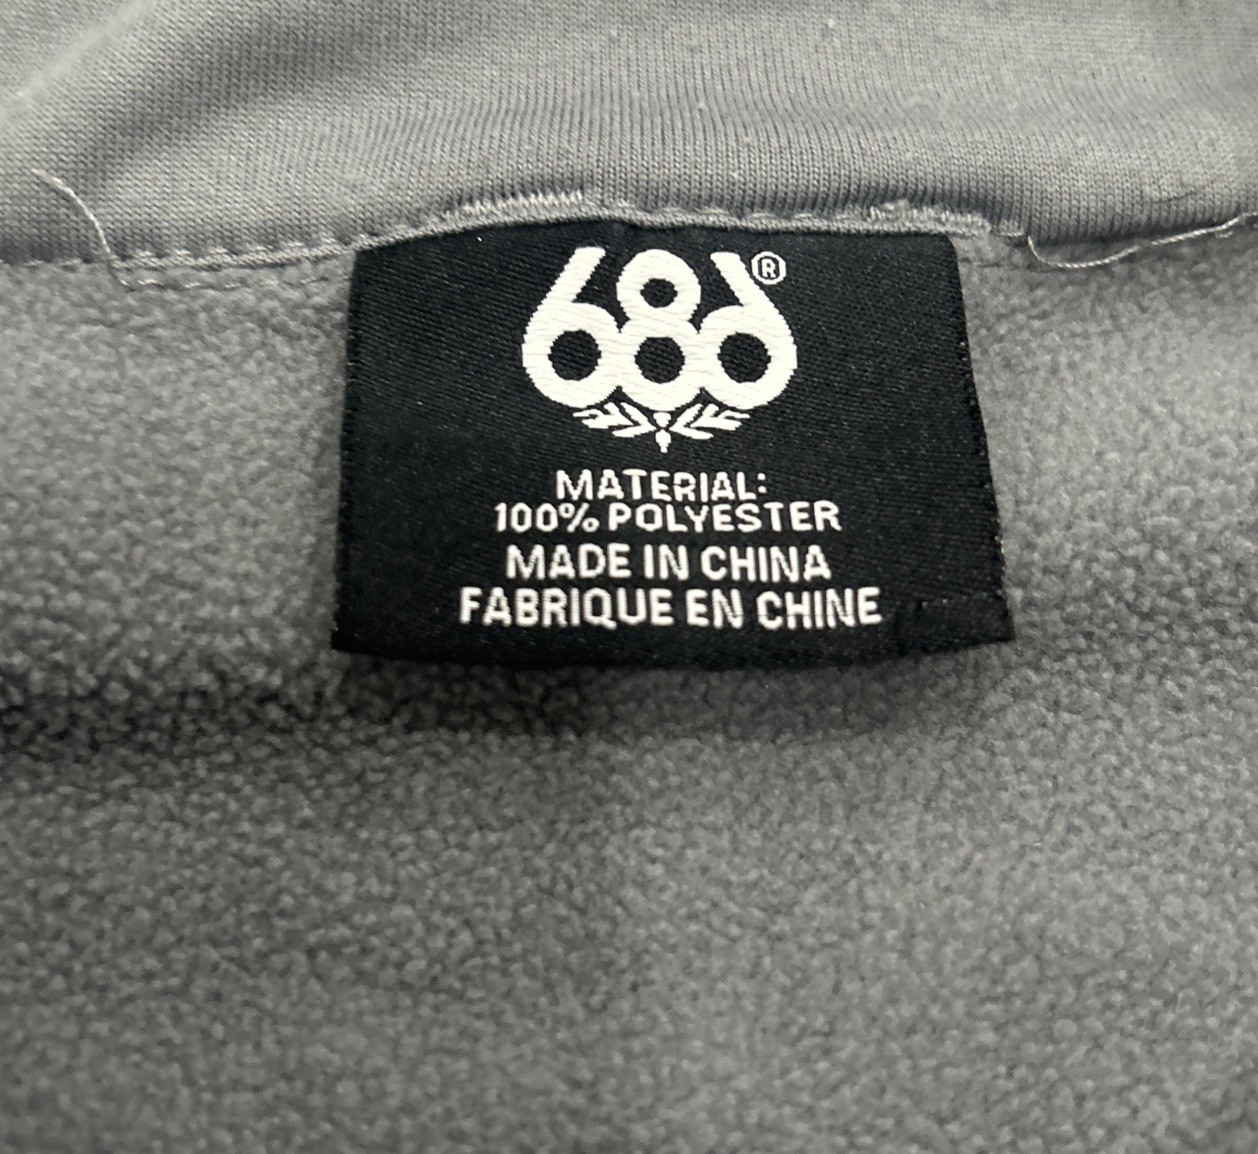 686®
MATERIAL:
100% POLYESTER
MADE IN CHINA
FABRIQUE EN CHINE